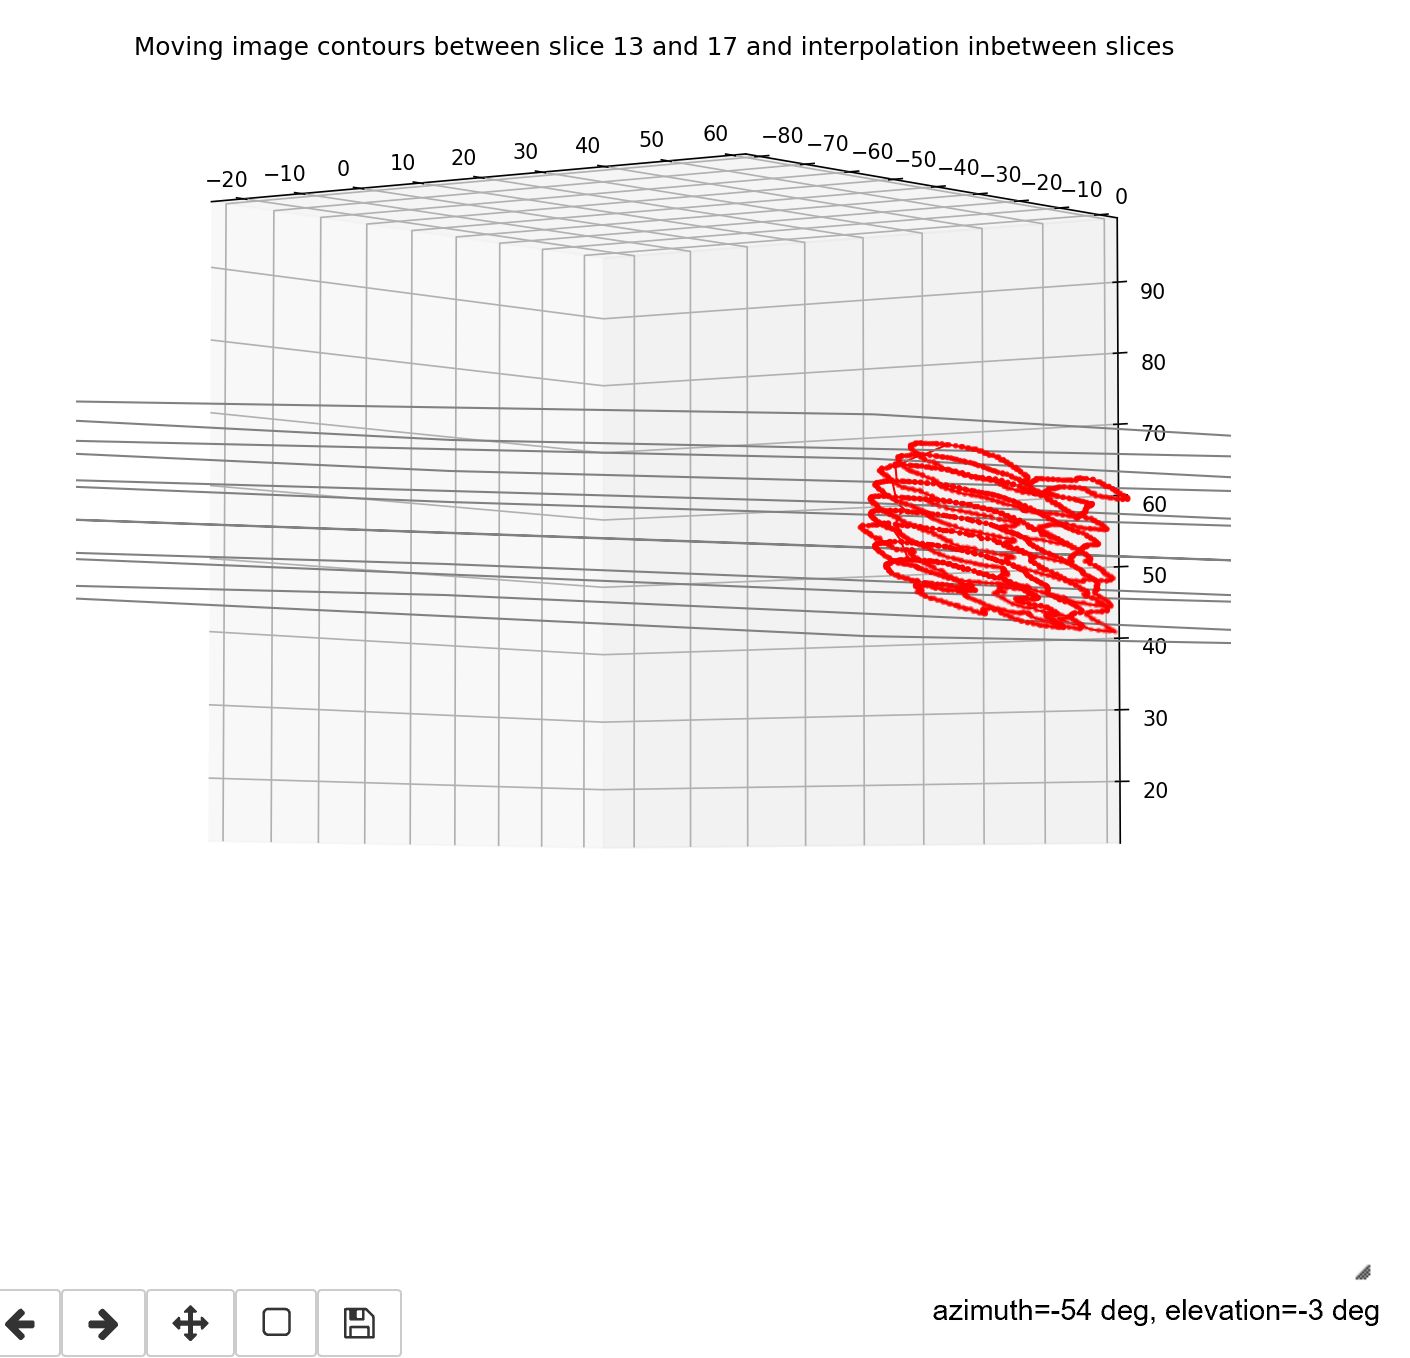 Moving image contours between slice 13 and 17 and interpolation inbetween slices
−20 −10 0 10 20 30 40 50 60 −80 −70 −60 −50 −40 −30 −20 −10 0
90
80
70
60
50
40
30
20
azimuth=-54 deg, elevation=-3 deg